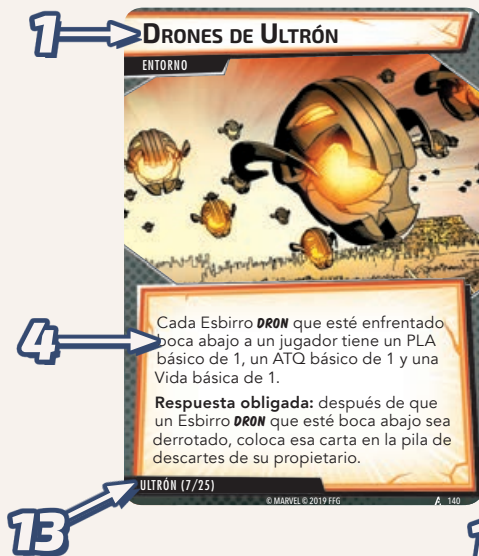 1
DRONES DE ULTRÓN
ENTORNO
4
Cada Esbirro DRON que esté enfrentado
boca abajo a un jugador tiene un PLA
básico de 1, un ATQ básico de 1 y una
Vida básica de 1.
Respuesta obligada: después de que
un Esbirro DRON que esté boca abajo sea
derrotado, coloca esa carta en la pila de
descartes de su propietario.
ULTRÓN (7/25)
© MARVEL © 2019 FFG
140
13
1